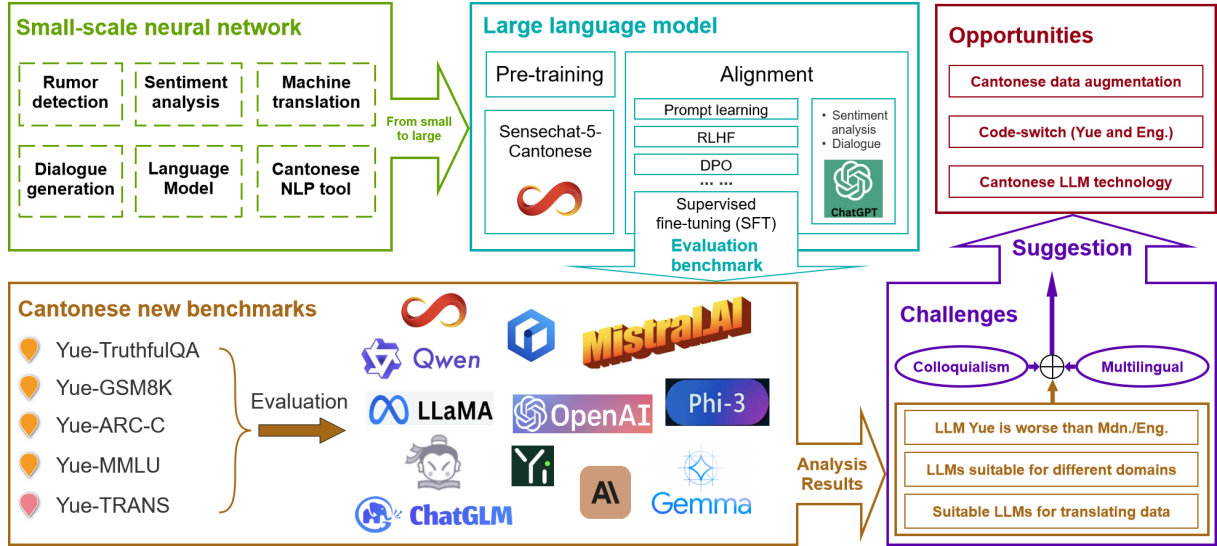 Small-scale neural network
Rumor
detection
Sentiment
analysis
Machine
translation
Dialogue
generation
Language
Model
Cantonese
NLP tool
From small
to large
Large language model
Pre-training
Sensechat-5-
Cantonese
Alignment
Prompt learning
RLHF
DPO
... ...
Supervised
fine-tuning (SFT)
• Sentiment
analysis
• Dialogue
ChatGPT
Evaluation
benchmark
Opportunities
Cantonese data augmentation
Code-switch (Yue and Eng.)
Cantonese LLM technology
Suggestion
Cantonese new benchmarks
Yue-TruthfulQA
Yue-GSM8K
Yue-ARC-C
Yue-MMLU
Yue-TRANS
Evaluation
Mistral.AI
Qwen
LLaMA
OpenAI
Phi-3
Yi
A\
Gemma
ChatGLM
Analysis
Results
Challenges
Colloquialism
Multilingual
LLM Yue is worse than Mdn./Eng.
LLMs suitable for different domains
Suitable LLMs for translating data